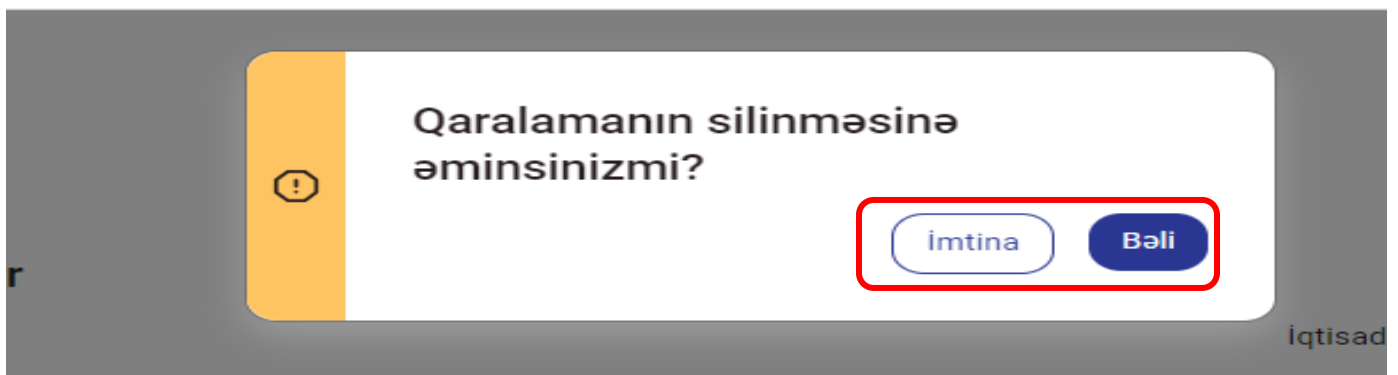 Qaralamanın silinməsinə
əminsinizmi?
İmtina Bəli
r
İqtisad